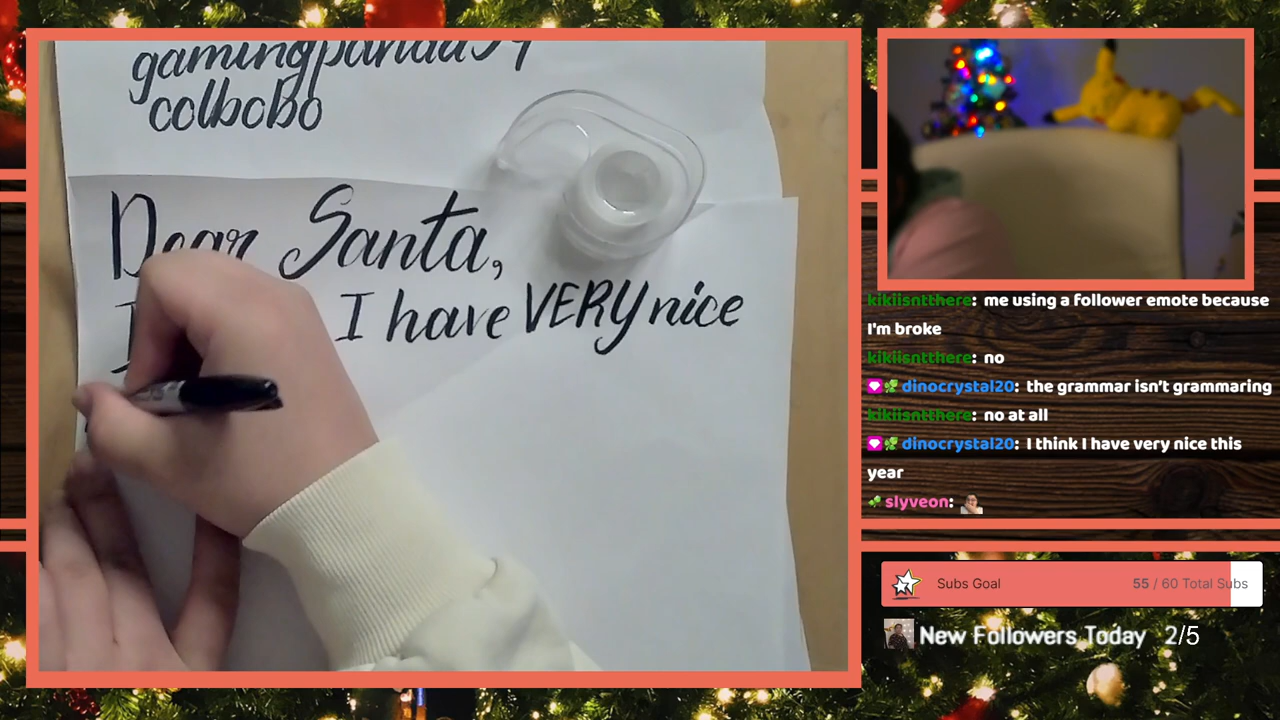 colbobo
Dear Santa,
I have VERY nice
kikiisntthere: me using a follower emote because
I'm broke
kikiisntthere: no
dinocrystal20: the grammar isn't grammaring
kikiisntthere: no at all
dinocrystal20: I think I have very nice this
year
slyveon:
Subs Goal 55 / 60 Total Subs
New Followers Today 2/5